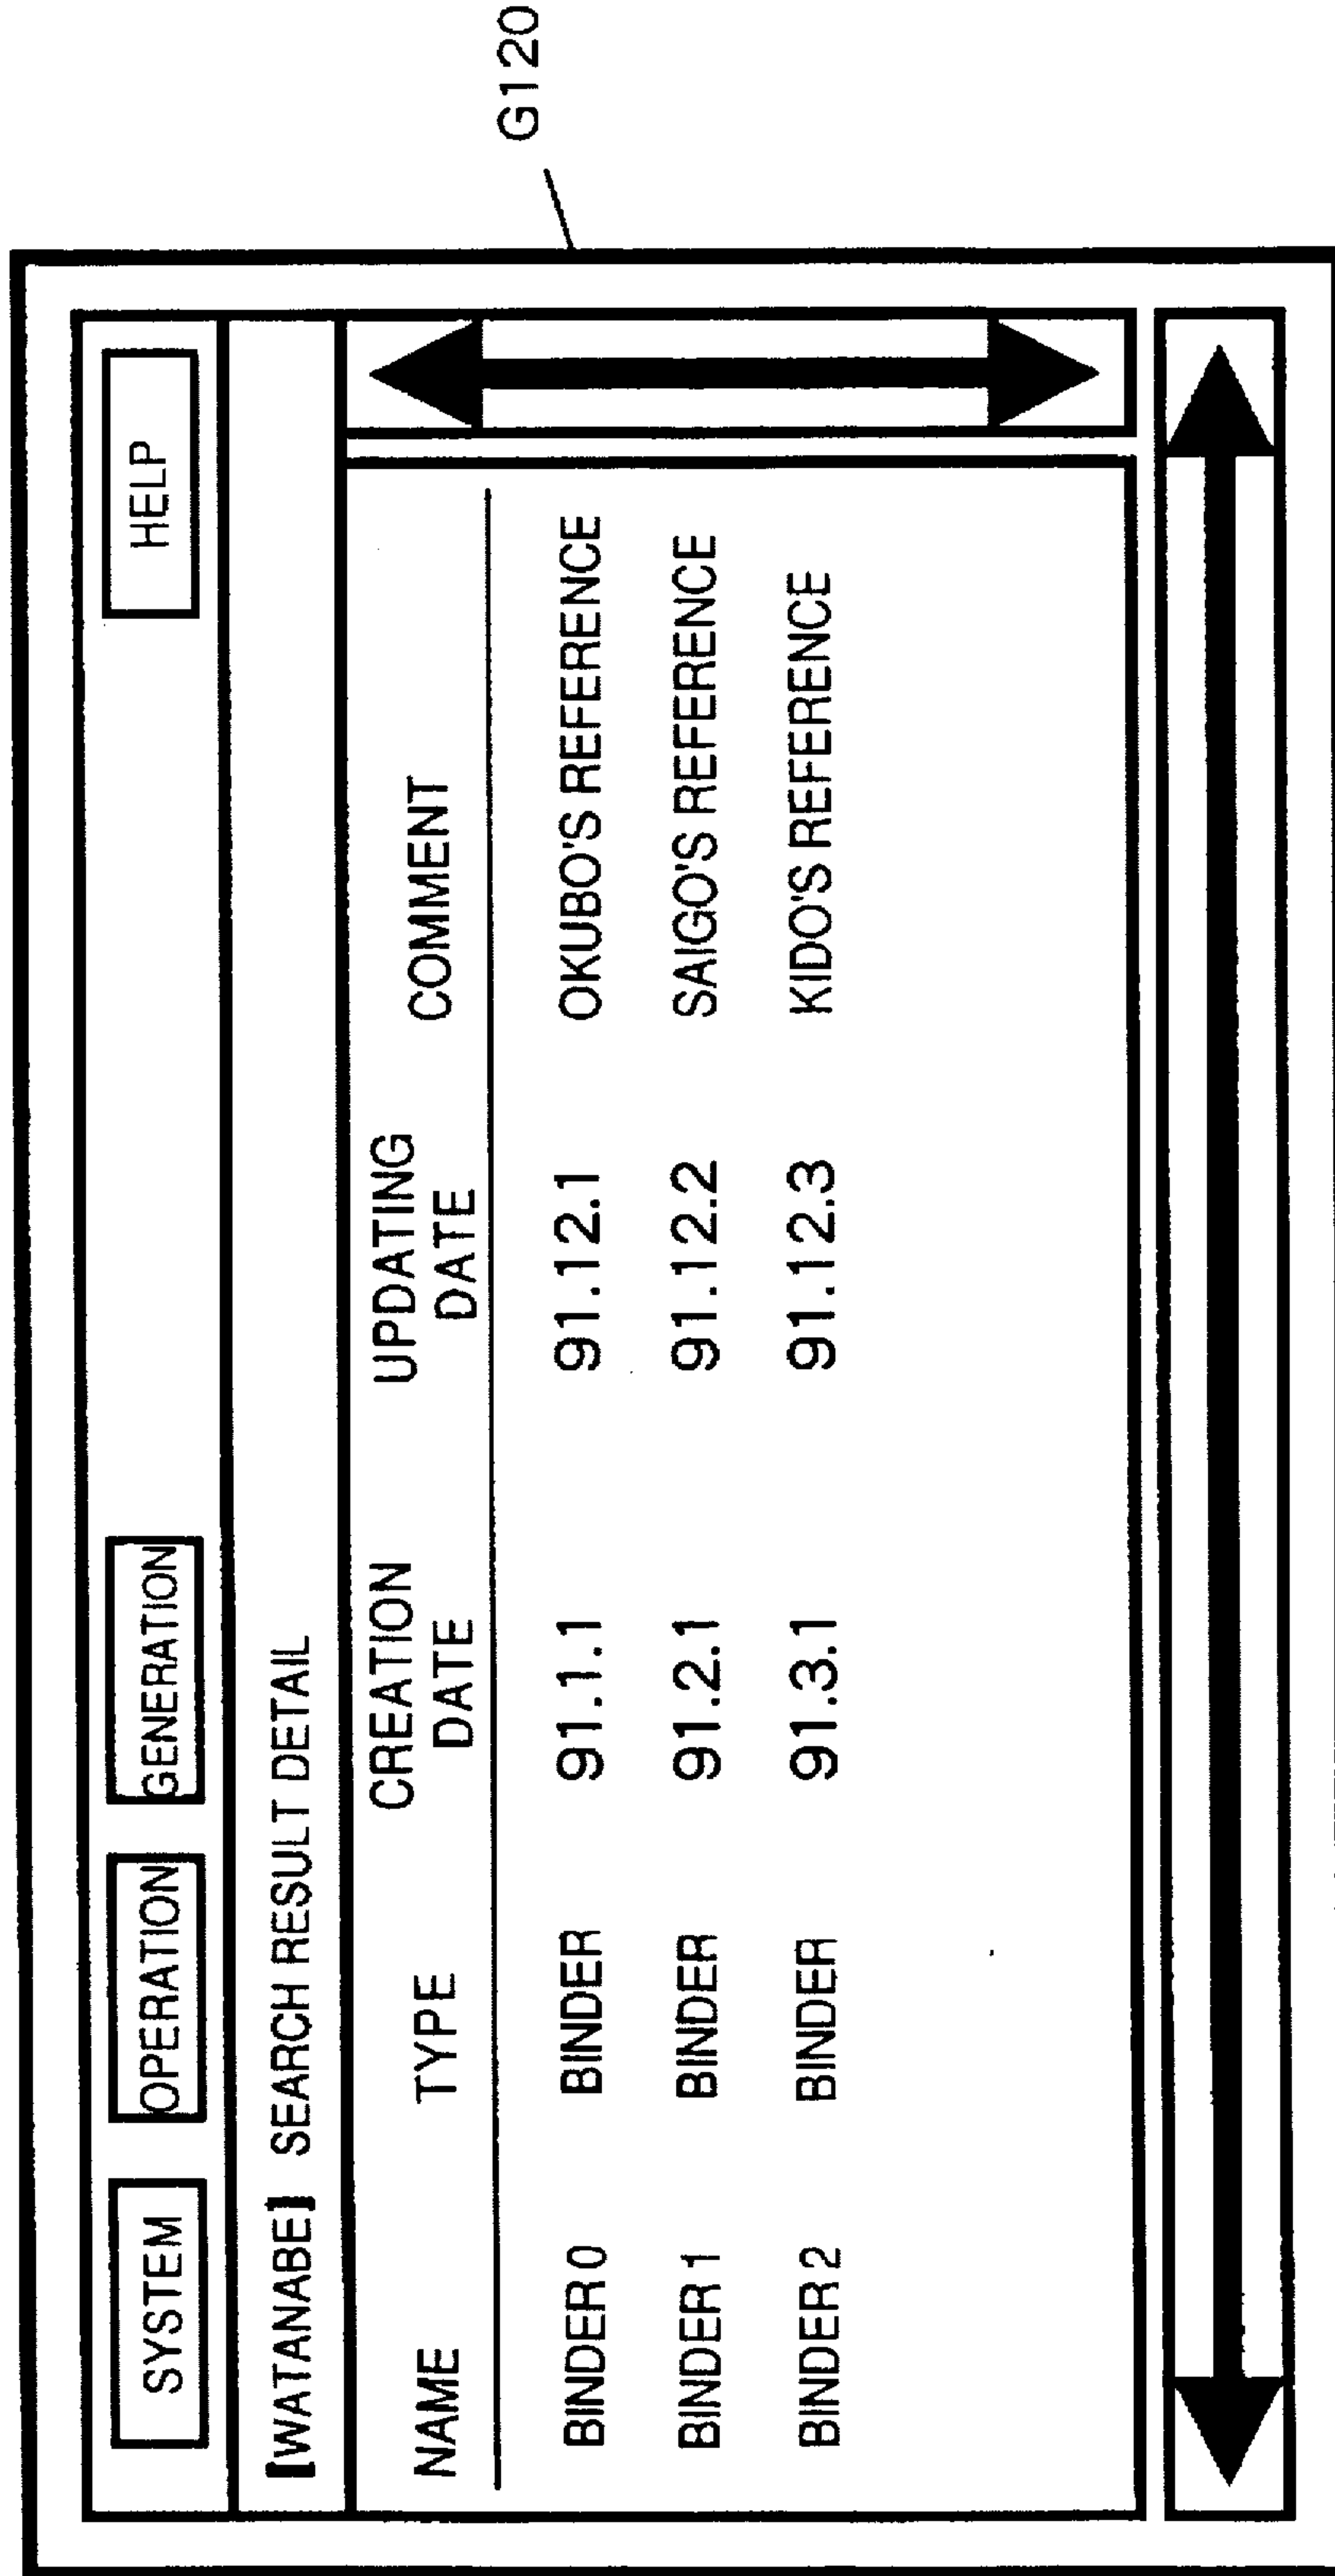 SYSTEM OPERATION GENERATION HELP
[WATANABE] SEARCH RESULT DETAIL
NAME TYPE CREATION DATE UPDATING DATE COMMENT
BINDER 0 BINDER 91.1.1 91.12.1 OKUBO'S REFERENCE
BINDER 1 BINDER 91.2.1 91.12.2 SAIGO'S REFERENCE
BINDER 2 BINDER 91.3.1 91.12.3 KIDO'S REFERENCE
G120